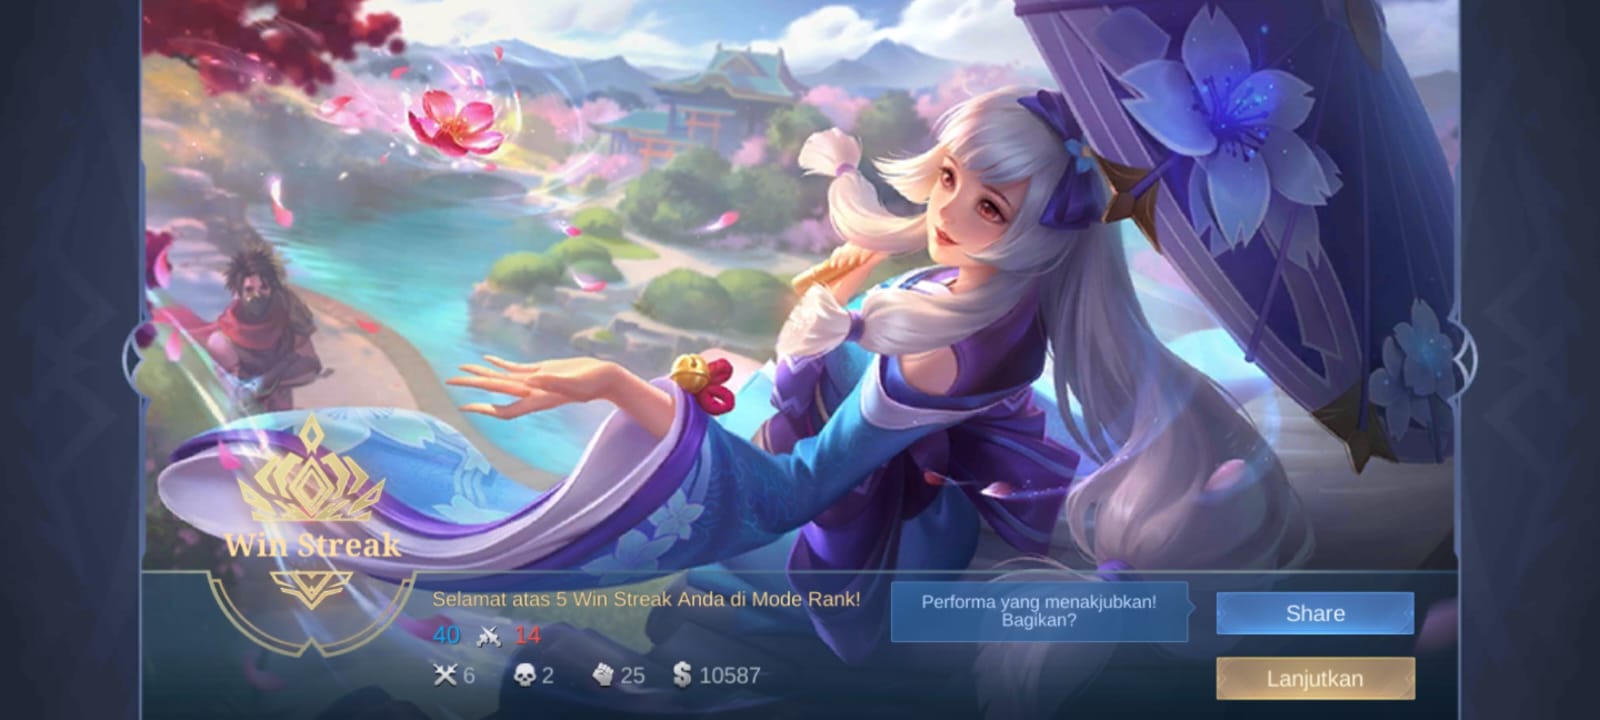 Win Streak
Selamat atas 5 Win Streak Anda di Mode Rank!
40 14
6 2 25 $ 10587
Performa yang menakjubkan!
Bagikan?
Share
Lanjutkan